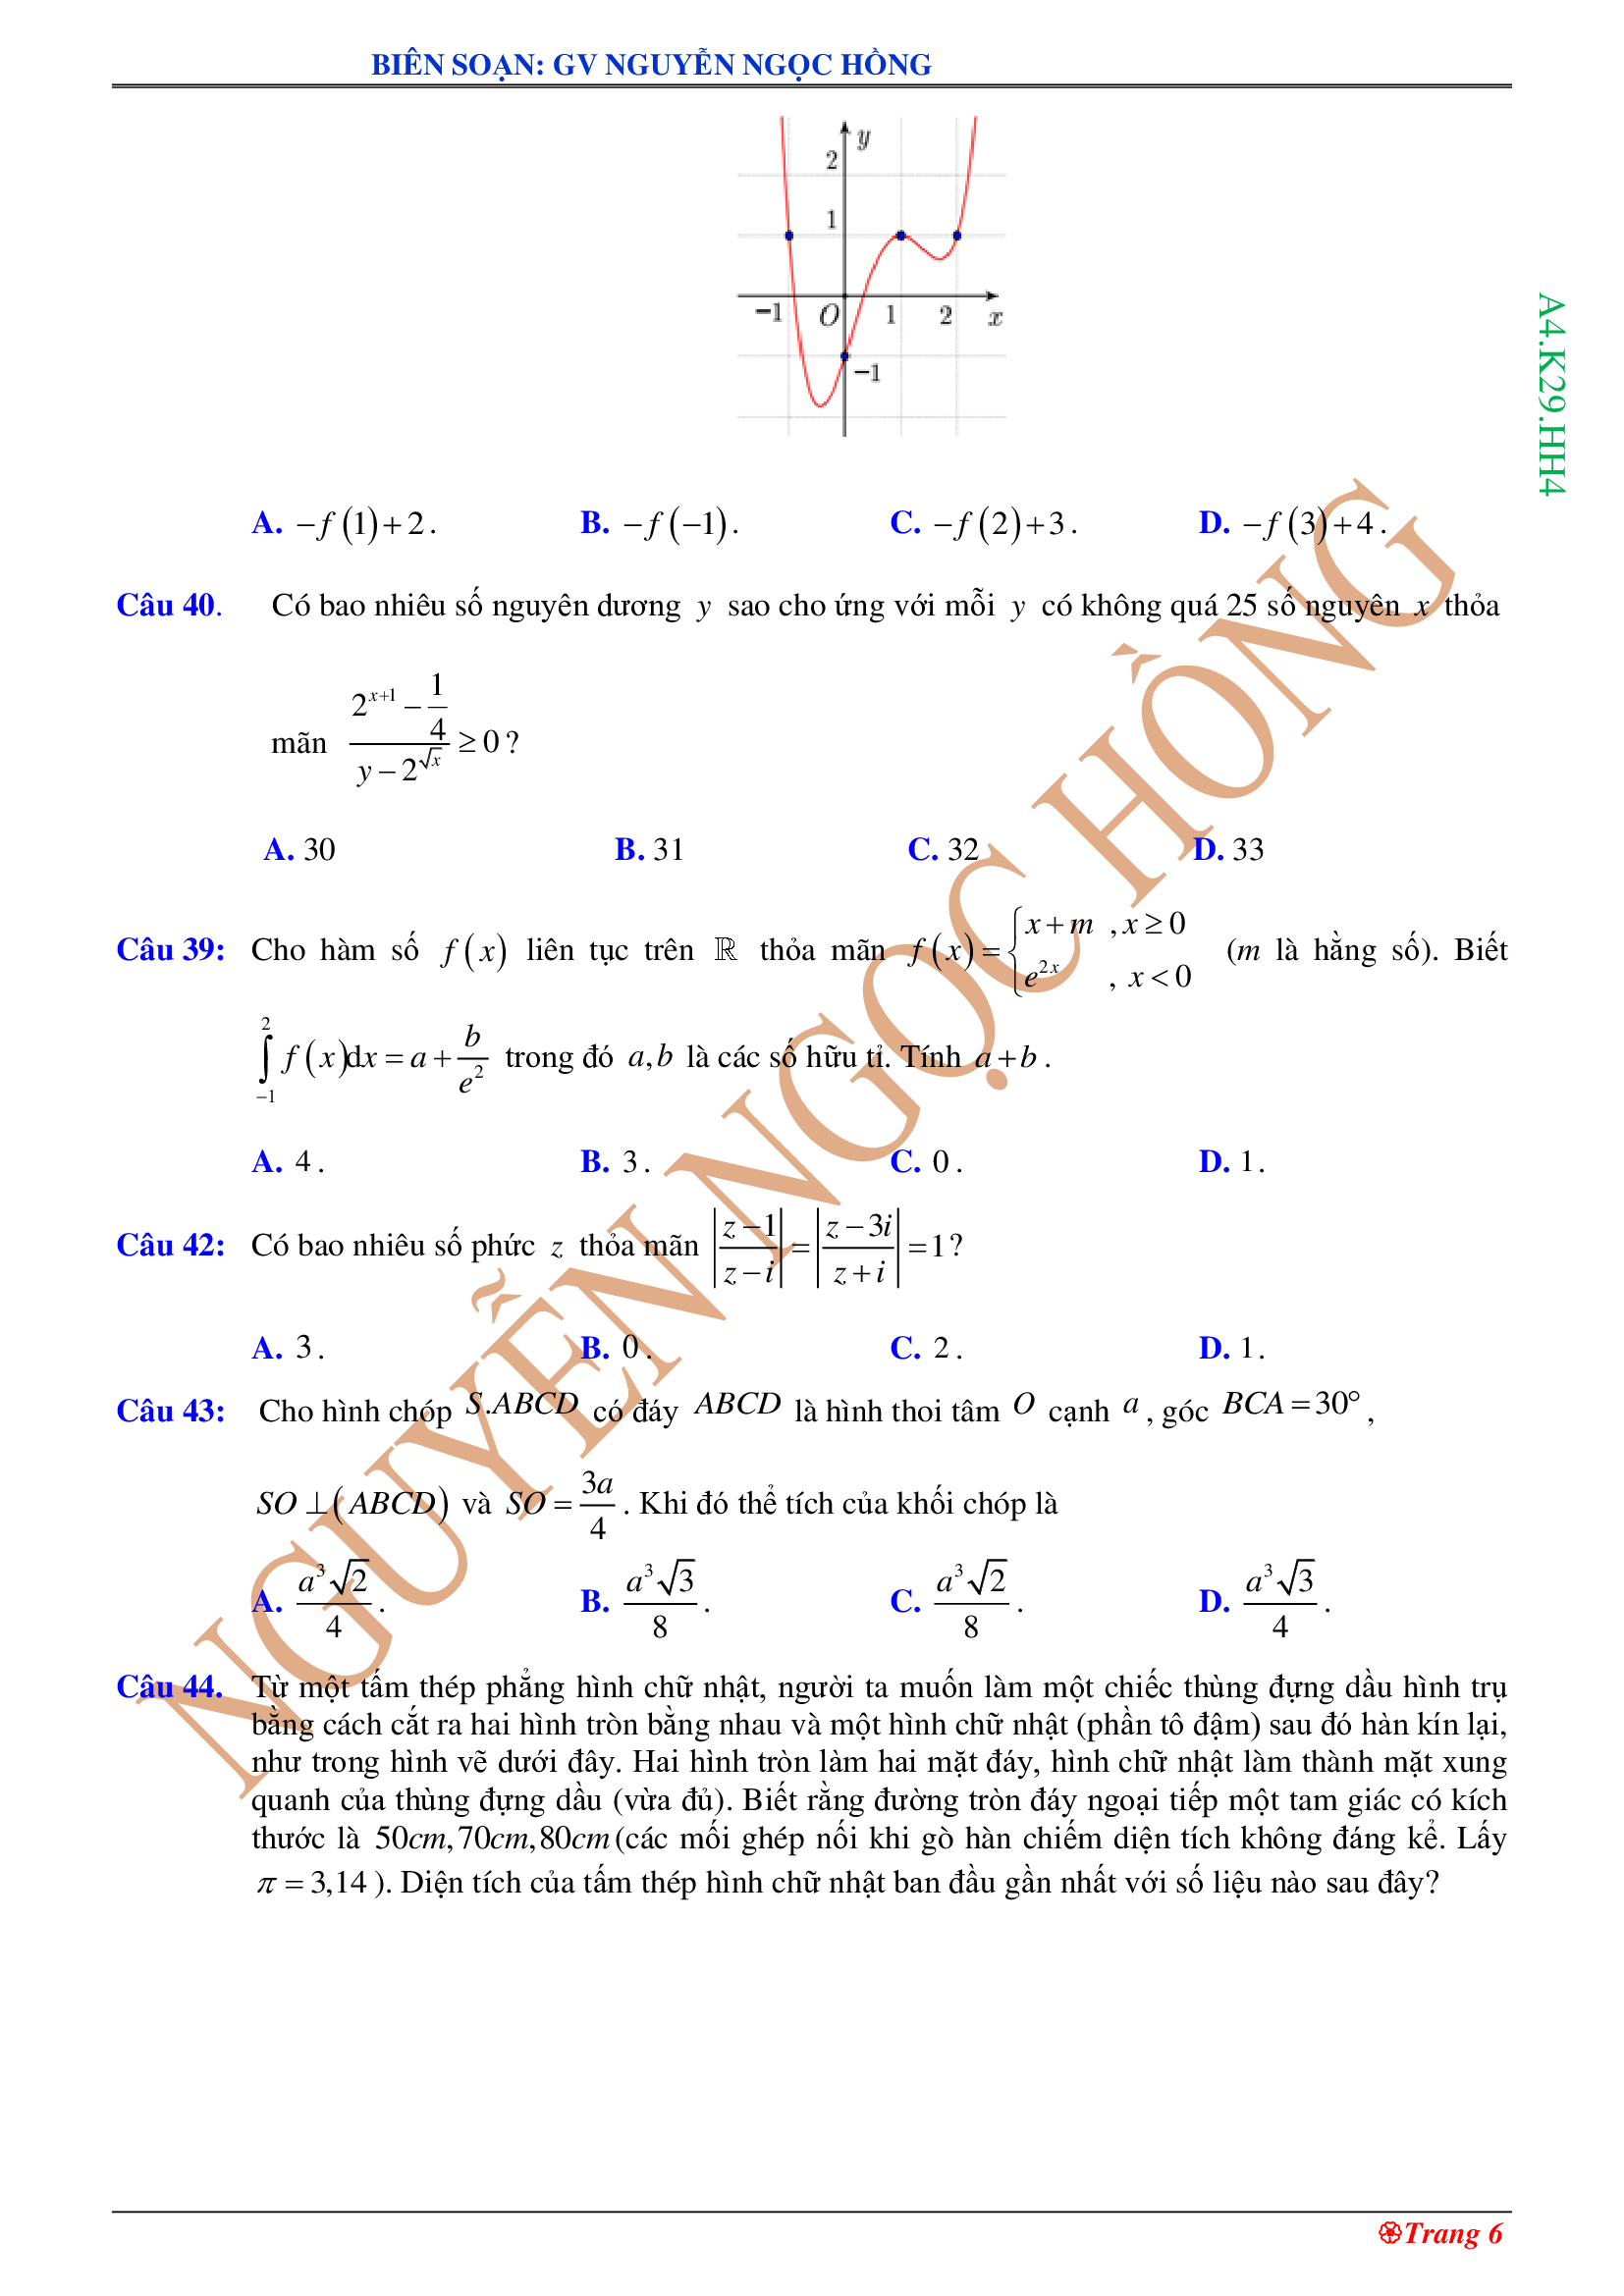 BIÊN SOẠN: GV NGUYỄN NGỌC HỒNG
A4.K29.HH4
y
2
1
−1 O 1 2 x
−1
A. −f(1)+2. B. −f(−1). C. −f(2)+3. D. −f(3)+4.
Câu 40. Có bao nhiêu số nguyên dương y sao cho ứng với mỗi y có không quá 25 số nguyên x thỏa
mãn \frac{2^{x+1}-\frac{1}{4}}{y-2^{\sqrt{x}}} ≥ 0 ?
A. 30 B. 31 C. 32 D. 33
Câu 39: Cho hàm số f(x) liên tục trên ℝ thỏa mãn f(x) = \begin{cases} x+m & , x ≥ 0 \\ e^{2x} & , x < 0 \end{cases} (m là hằng số). Biết
\int_{-1}^{2} f(x)dx = a + \frac{b}{e^2} trong đó a,b là các số hữu tỉ. Tính a+b.
A. 4. B. 3. C. 0. D. 1.
Câu 42: Có bao nhiêu số phức z thỏa mãn \left|\frac{z-1}{z-i}\right| = \left|\frac{z-3i}{z+i}\right| = 1?
A. 3. B. 0. C. 2. D. 1.
Câu 43: Cho hình chóp S.ABCD có đáy ABCD là hình thoi tâm O cạnh a, góc BCA = 30°,
SO ⊥ (ABCD) và SO = \frac{3a}{4}. Khi đó thể tích của khối chóp là
A. \frac{a^3\sqrt{2}}{4}. B. \frac{a^3\sqrt{3}}{8}. C. \frac{a^3\sqrt{2}}{8}. D. \frac{a^3\sqrt{3}}{4}.
Câu 44. Từ một tấm thép phẳng hình chữ nhật, người ta muốn làm một chiếc thùng đựng dầu hình trụ
bằng cách cắt ra hai hình tròn bằng nhau và một hình chữ nhật (phần tô đậm) sau đó hàn kín lại,
như trong hình vẽ dưới đây. Hai hình tròn làm hai mặt đáy, hình chữ nhật làm thành mặt xung
quanh của thùng đựng dầu (vừa đủ). Biết rằng đường tròn đáy ngoại tiếp một tam giác có kích
thước là 50cm,70cm,80cm(các mối ghép nối khi gò hàn chiếm diện tích không đáng kể. Lấy
π = 3,14 ). Diện tích của tấm thép hình chữ nhật ban đầu gần nhất với số liệu nào sau đây?
NGUYỄN NGỌC HỒNG
Trang 6